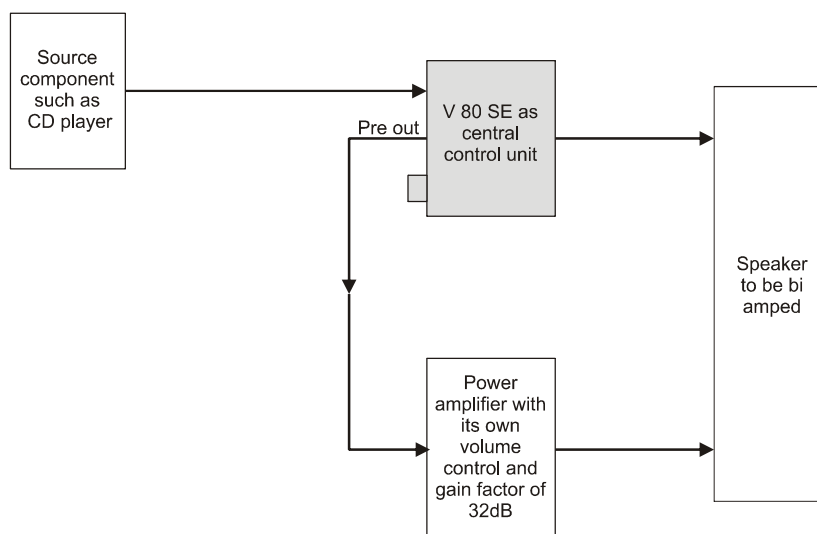 Source
component
such as
CD player
V 80 SE as
central
control unit
Pre out
Speaker
to be bi
amped
Power
amplifier with
its own
volume
control and
gain factor of
32dB